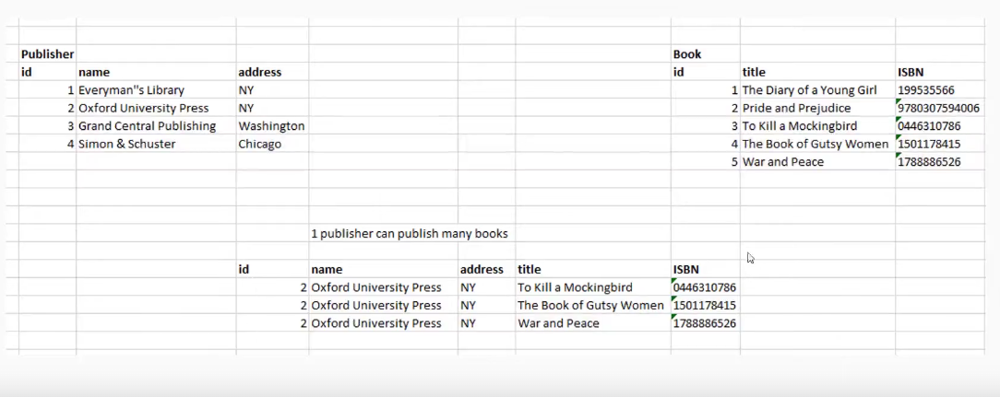 Publisher Book
id name address id title ISBN
1 Everyman"s Library NY 1 The Diary of a Young Girl 199535566
2 Oxford University Press NY 2 Pride and Prejudice 9780307594006
3 Grand Central Publishing Washington 3 To Kill a Mockingbird 0446310786
4 Simon & Schuster Chicago 4 The Book of Gutsy Women 1501178415
5 War and Peace 1788886526
1 publisher can publish many books
id name address title ISBN
2 Oxford University Press NY To Kill a Mockingbird 0446310786
2 Oxford University Press NY The Book of Gutsy Women 1501178415
2 Oxford University Press NY War and Peace 1788886526